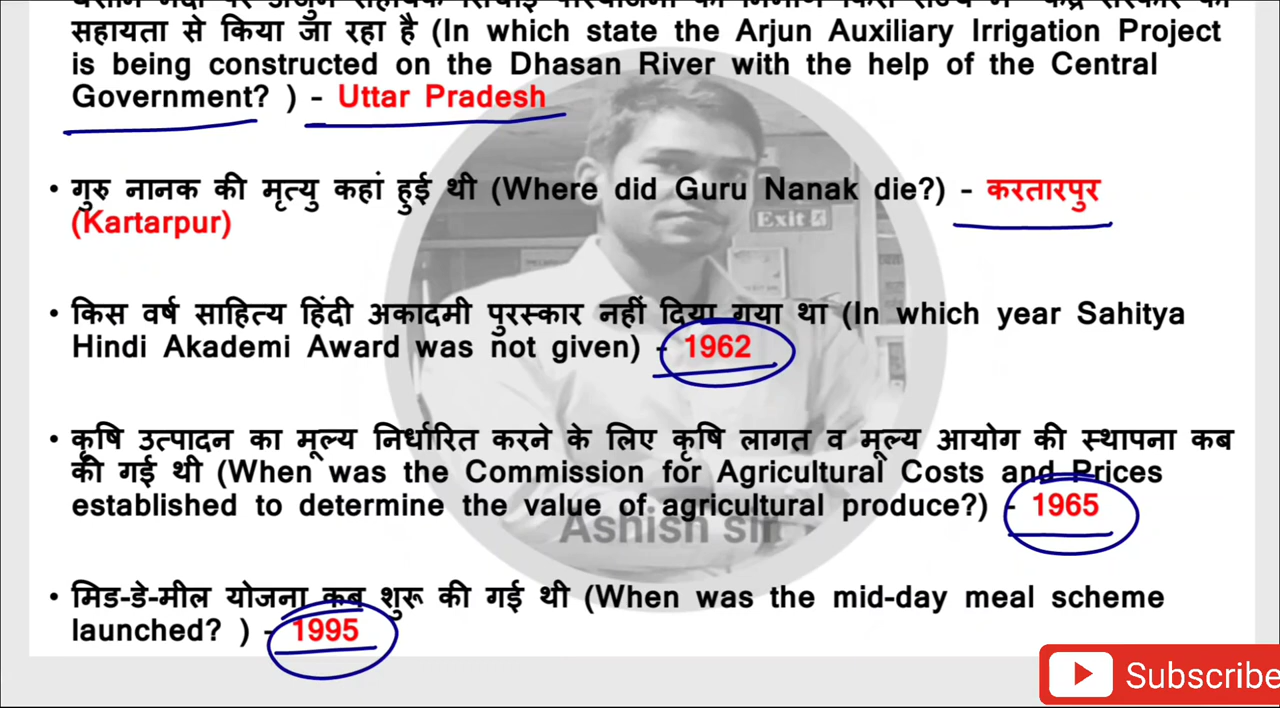 सहायता से किया जा रहा है (In which state the Arjun Auxiliary Irrigation Project
is being constructed on the Dhasan River with the help of the Central
Government? ) – Uttar Pradesh
• गुरु नानक की मृत्यु कहां हुई थी (Where did Guru Nanak die?) – करतारपुर
(Kartarpur)
Exit
• किस वर्ष साहित्य हिंदी अकादमी पुरस्कार नहीं दिया गया था (In which year Sahitya
Hindi Akademi Award was not given) - 1962
• कृषि उत्पादन का मूल्य निर्धारित करने के लिए कृषि लागत व मूल्य आयोग की स्थापना कब
की गई थी (When was the Commission for Agricultural Costs and Prices
established to determine the value of agricultural produce?) - 1965
Ashish sir
• मिड-डे-मील योजना कब शुरू की गई थी (When was the mid-day meal scheme
launched? ) - 1995
Subscribe